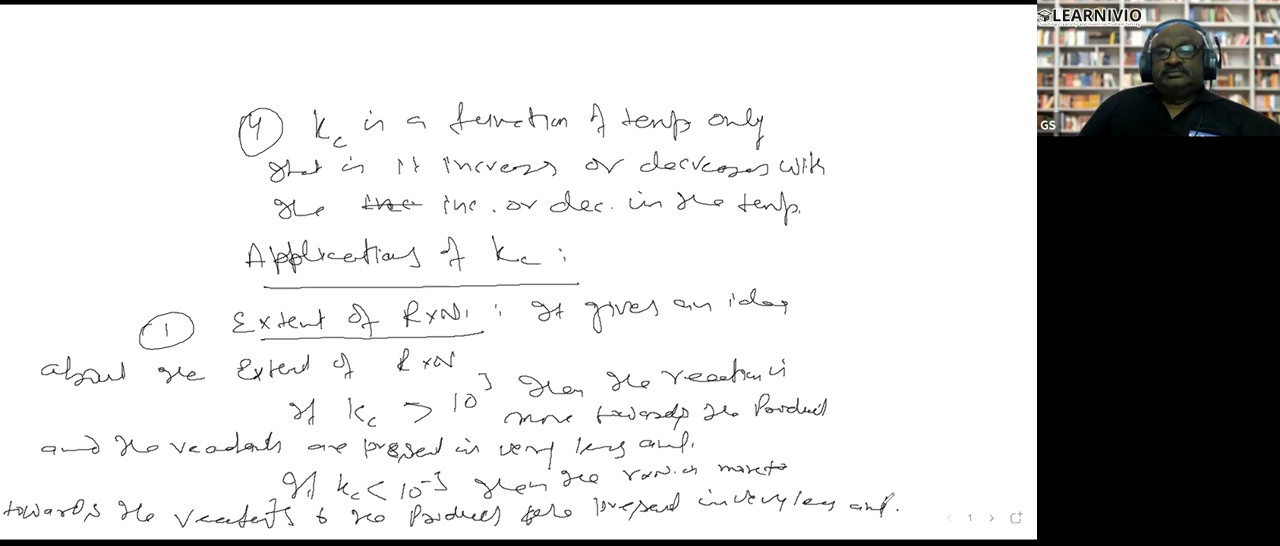 LEARNIVIO
④ Kc is a function of temp only
that is it increases or decreases with
the inc. or dec. in the temp.
Applications of Kc :
① Extent of RxN. : It gives an idea
about the Extent of RxN
If Kc > 10³ then the reaction is
more towards the Product
and the reactants are present in very less amt.
If Kc < 10⁻³ then the rxn. is more
towards the reactants & the Products are present in very less amt.
GS
1